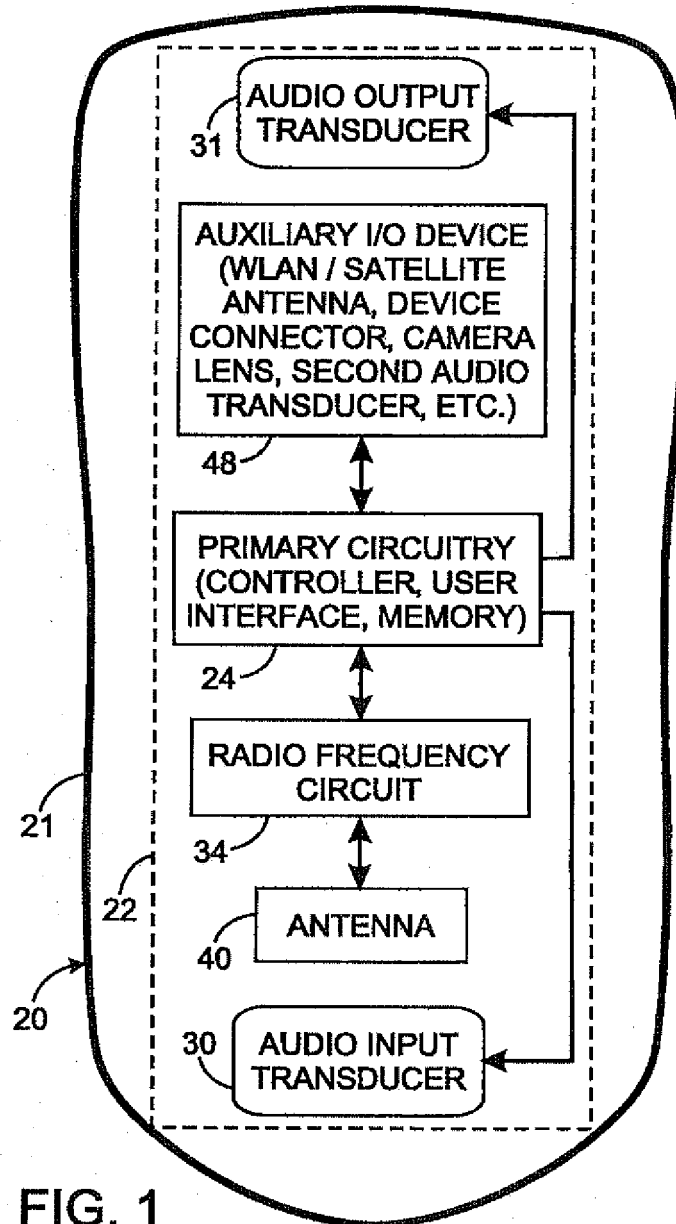 AUDIO OUTPUT
TRANSDUCER
31
AUXILIARY I/O DEVICE
(WLAN / SATELLITE
ANTENNA, DEVICE
CONNECTOR, CAMERA
LENS, SECOND AUDIO
TRANSDUCER, ETC.)
48
PRIMARY CIRCUITRY
(CONTROLLER, USER
INTERFACE, MEMORY)
24
RADIO FREQUENCY
CIRCUIT
21
34
22
ANTENNA
40
20
30
AUDIO INPUT
TRANSDUCER
FIG. 1